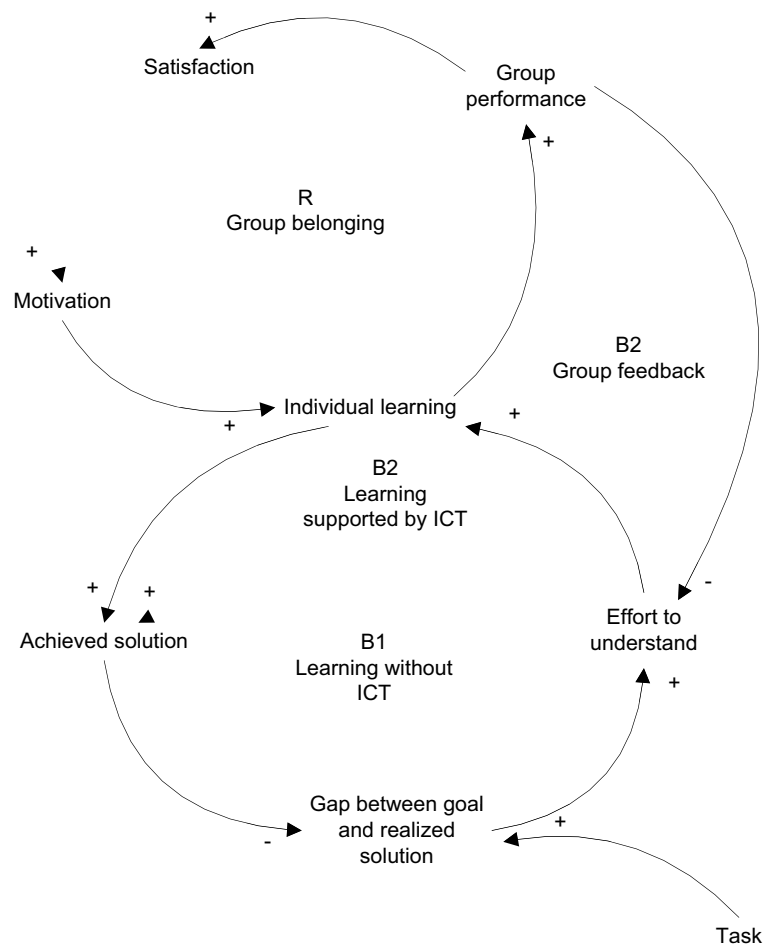 +
Satisfaction
Group
performance
+
R
Group belonging
+
Motivation
B2
Group feedback
Individual learning
+
+
B2
Learning
supported by ICT
+
+
-
Achieved solution
Effort to
understand
B1
Learning without
ICT
+
Gap between goal
and realized
solution
+
-
Task